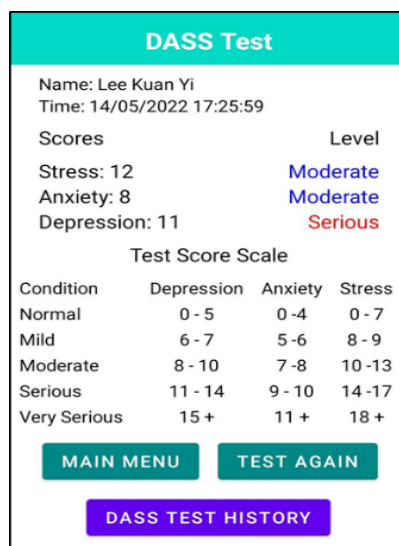 DASS Test
Name: Lee Kuan Yi
Time: 14/05/2022 17:25:59
Scores Level
Stress: 12 Moderate
Anxiety: 8 Moderate
Depression: 11 Serious
Test Score Scale
Condition Depression Anxiety Stress
Normal 0 - 5 0 -4 0 - 7
Mild 6 - 7 5 -6 8 - 9
Moderate 8 - 10 7 -8 10 -13
Serious 11 - 14 9 - 10 14 -17
Very Serious 15 + 11 + 18 +
MAIN MENU TEST AGAIN
DASS TEST HISTORY